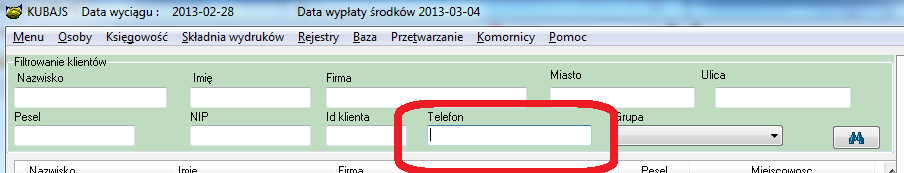 KUBAJS Data wyciągu : 2013-02-28 Data wypłaty środków 2013-03-04
Menu Osoby Księgowość Składnia wydruków Rejestry Baza Przetwarzanie Komornicy Pomoc
Filtrowanie klientów
Nazwisko Imię Firma Miasto Ulica
Pesel NIP Id klienta Telefon Grupa
Nazwisko Imię Firma Pesel Miejscowosc